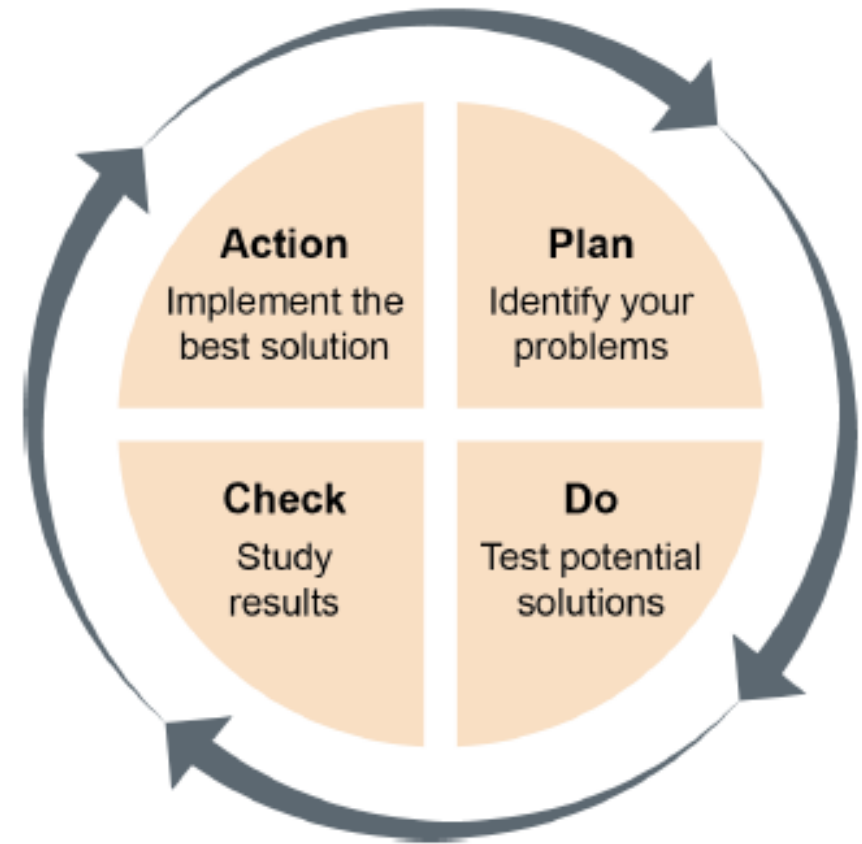 Action
Implement the
best solution
Plan
Identify your
problems
Check
Study
results
Do
Test potential
solutions